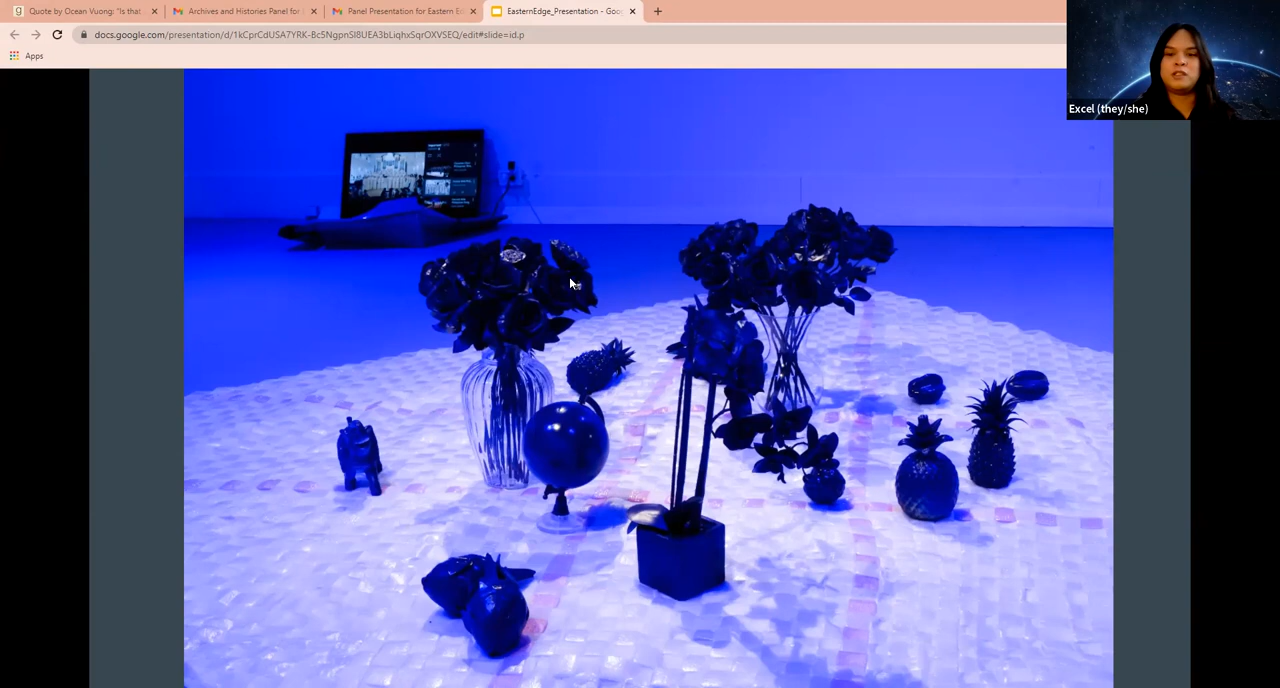 Quote by Ocean Vuong: "Is that
Archives and Histories Panel for
Panel Presentation for Eastern Ed
EasternEdge_Presentation - Goo
docs.google.com/presentation/d/1kCprCdUSA7YRK-Bc5NgpnSl8UEA3bLiqhxSqrOXVSEQ/edit#slide=id.p
Apps
Excel (they/she)